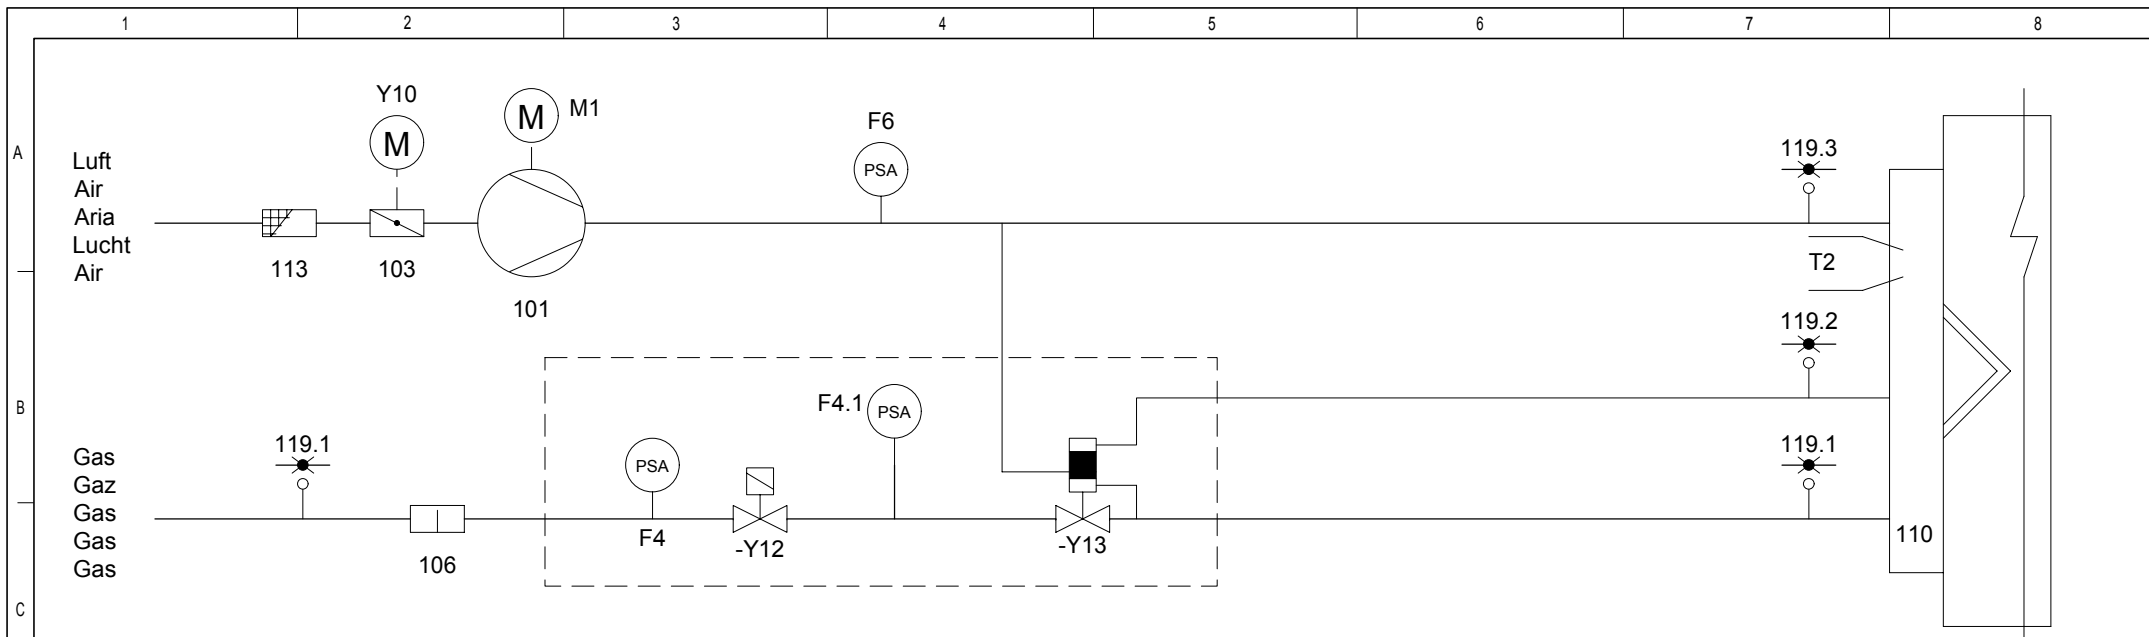 1 2 3 4 5 6 7 8
A
B
C
Y10
M
M
M1
F6
PSA
119.3
Luft
Air
Aria
Lucht
Air
113
103
101
T2
119.2
F4.1
PSA
119.1
PSA
119.1
Gas
Gaz
Gas
Gas
Gas
106
F4
-Y12
-Y13
110